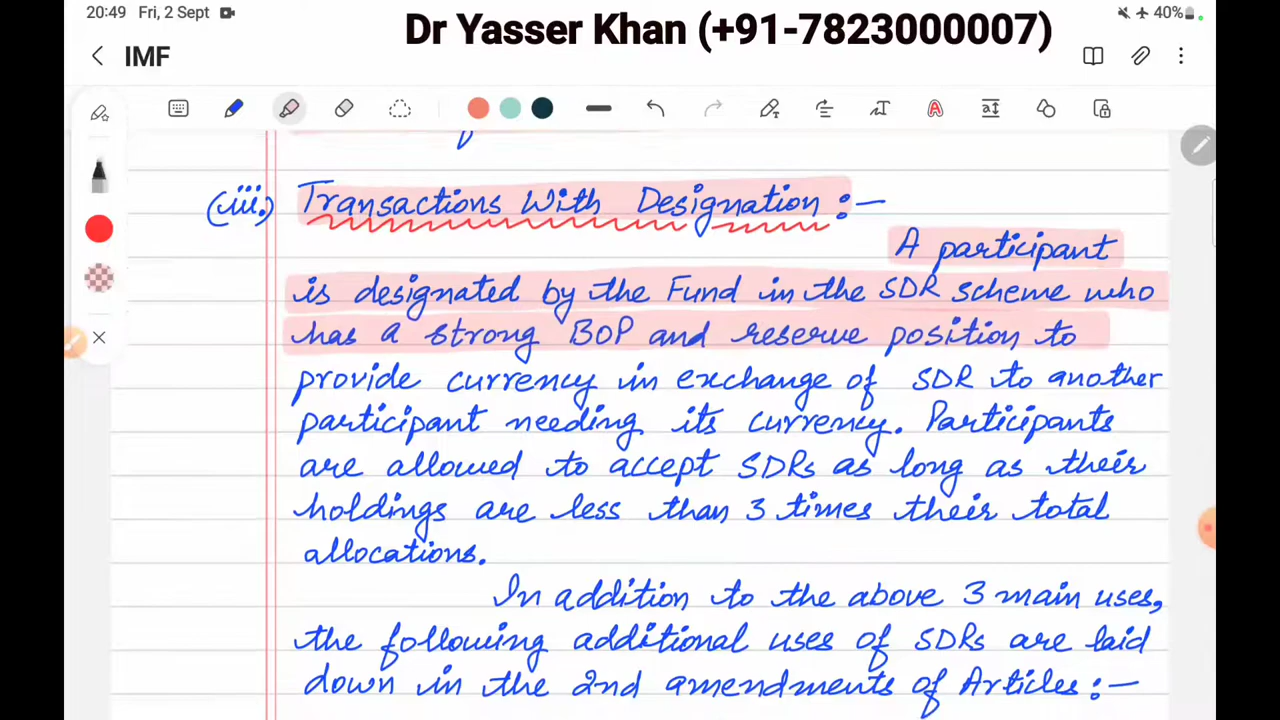 20:49 Fri, 2 Sept
40%
Dr Yasser Khan (+91-7823000007)
IMF
(iii.) Transactions With Designation :-
A participant
is designated by the Fund in the SDR scheme who
has a strong BOP and reserve position to
provide currency in exchange of SDR to another
participant needing its currency. Participants
are allowed to accept SDRs as long as their
holdings are less than 3 times their total
allocations.
In addition to the above 3 main uses,
the following additional uses of SDRs are laid
down in the 2nd amendments of Articles :-